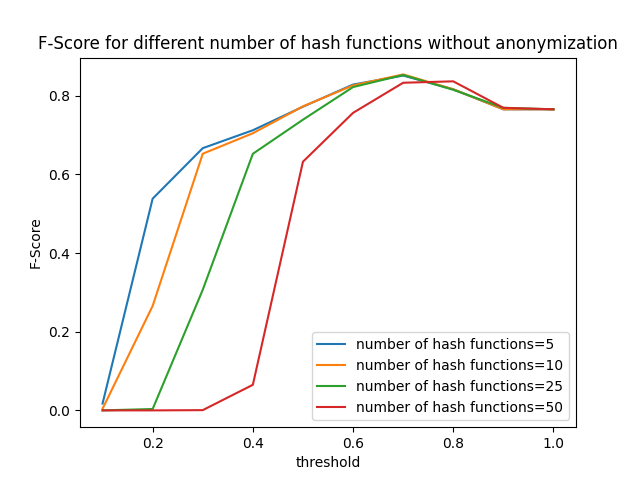 F-Score for different number of hash functions without anonymization
F-Score
0.8
0.6
0.4
0.2
0.0
number of hash functions=5
number of hash functions=10
number of hash functions=25
number of hash functions=50
0.2 0.4 0.6 0.8 1.0
threshold